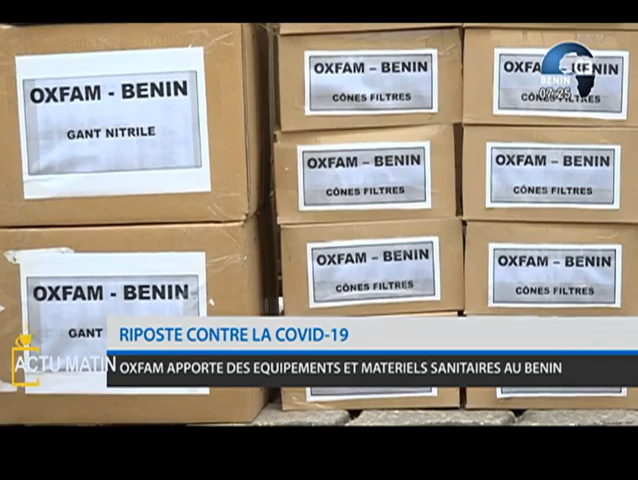 OXFAM - BENIN
GANT NITRILE
OXFAM - BENIN
GANT
OXFAM – BENIN
CÔNES FILTRES
OXFAM – BENIN
CÔNES FILTRES
OXFAM – BENIN
CÔNES FILTRES
CÔNES FILTRES
OXFAM – BENIN
CÔNES FILTRES
OXFAM – BENIN
CÔNES FILTRES
BENIN
07:25
ACTU MATIN
RIPOSTE CONTRE LA COVID-19
OXFAM APPORTE DES EQUIPEMENTS ET MATERIELS SANITAIRES AU BENIN